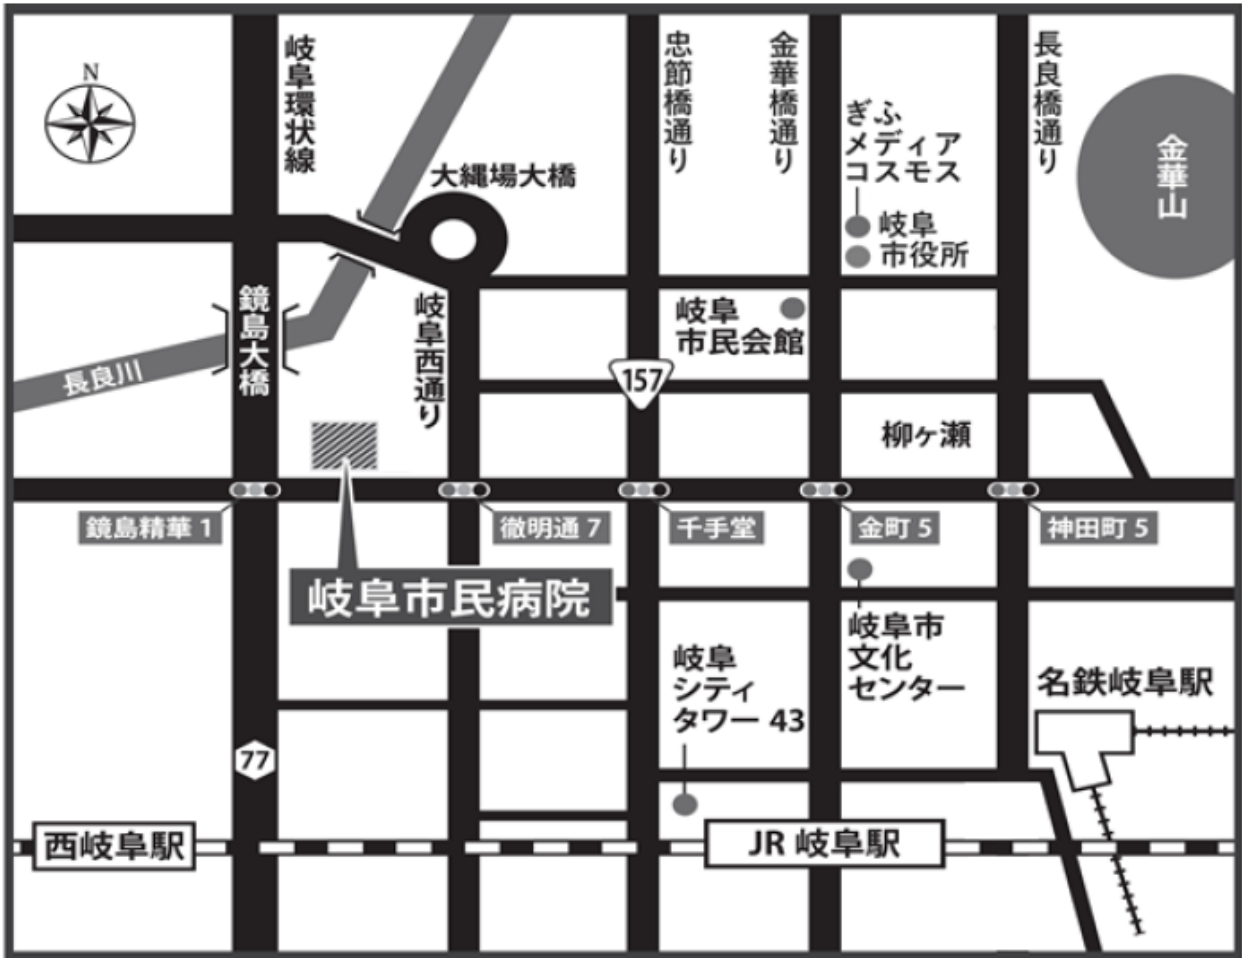 N
岐阜環状線
忠節橋通り
金華橋通り
長良橋通り
ぎふ
メディア
コスモス
金華山
大縄場大橋
岐阜
市役所
鏡島大橋
岐阜西通り
岐阜
市民会館
長良川
157
柳ヶ瀬
鏡島精華 1
徹明通 7
千手堂
金町 5
神田町 5
岐阜市民病院
岐阜市
文化
センター
岐阜
シティ
タワー 43
名鉄岐阜駅
77
西岐阜駅
JR 岐阜駅